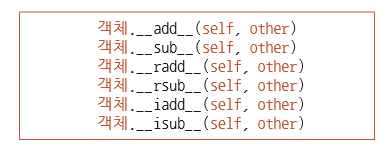 객체.__add__(self, other)
객체.__sub__(self, other)
객체.__radd__(self, other)
객체.__rsub__(self, other)
객체.__iadd__(self, other)
객체.__isub__(self, other)